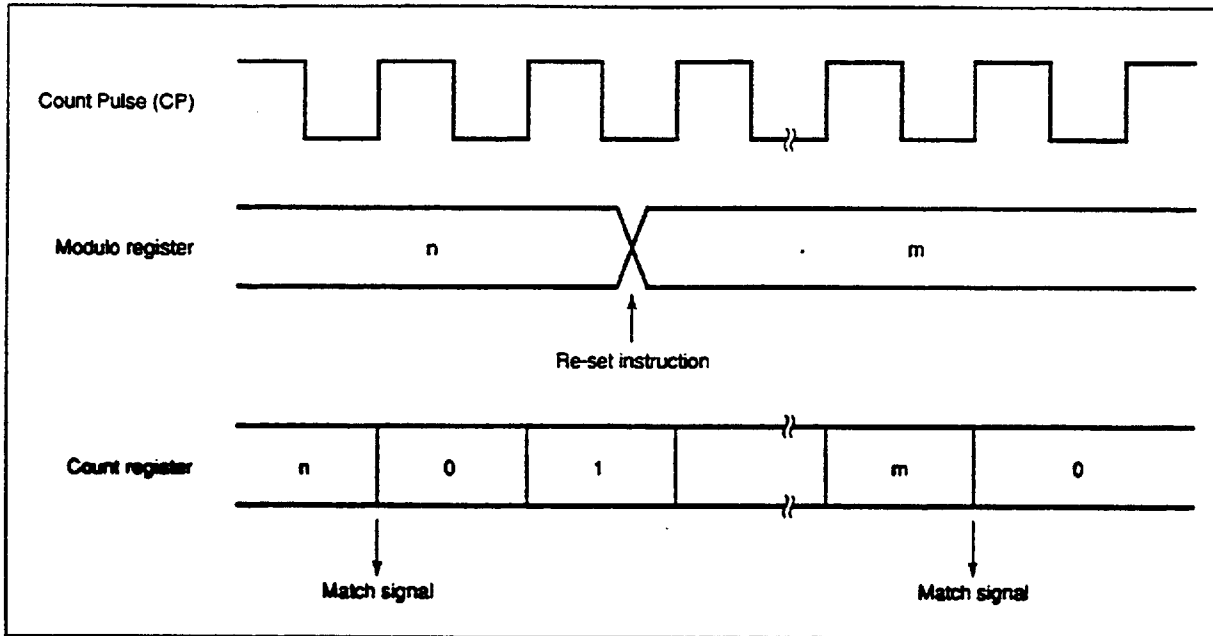 Count Pulse (CP)
Modulo register
n
m
Re-set instruction
Count register
n
0
1
m
0
Match signal
Match signal